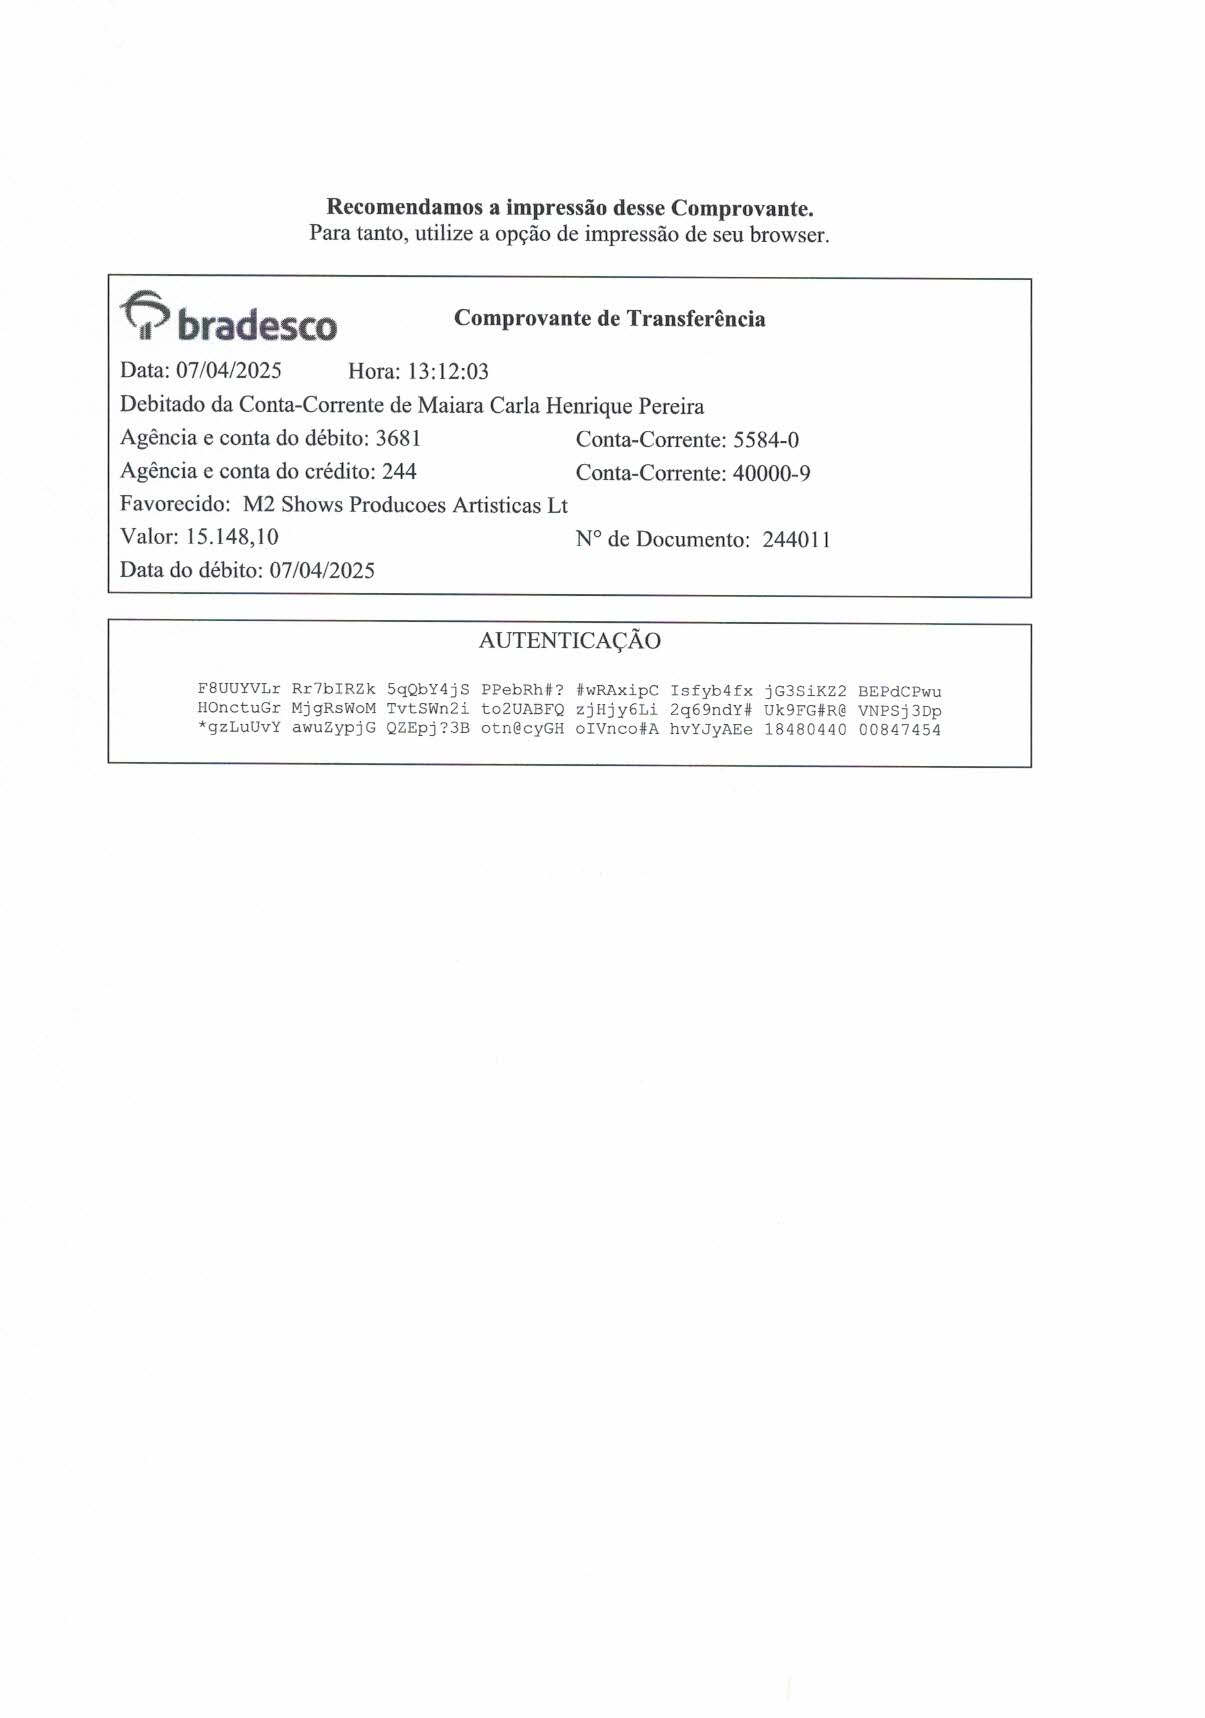 Recomendamos a impressão desse Comprovante.
Para tanto, utilize a opção de impressão de seu browser.
bradesco
Comprovante de Transferência
Data: 07/04/2025 Hora: 13:12:03
Debitado da Conta-Corrente de Maiara Carla Henrique Pereira
Agência e conta do débito: 3681 Conta-Corrente: 5584-0
Agência e conta do crédito: 244 Conta-Corrente: 40000-9
Favorecido: M2 Shows Producoes Artisticas Lt
Valor: 15.148,10 N° de Documento: 244011
Data do débito: 07/04/2025
AUTENTICAÇÃO
F8UUYVLr Rr7bIRZk 5qQbY4jS PPebRh#? #wRAxipC Isfyb4fx jG3SiKZ2 BEPdCPwu
HOnctuGr MjgRsWoM TvtSWn2i to2UABFQ zjHjy6Li 2q69ndY# Uk9FG#R@ VNPSj3Dp
*gzLuUvY awuZypjG QZEpj?3B otn@cyGH oIVnco#A hvYJyAEe 18480440 00847454